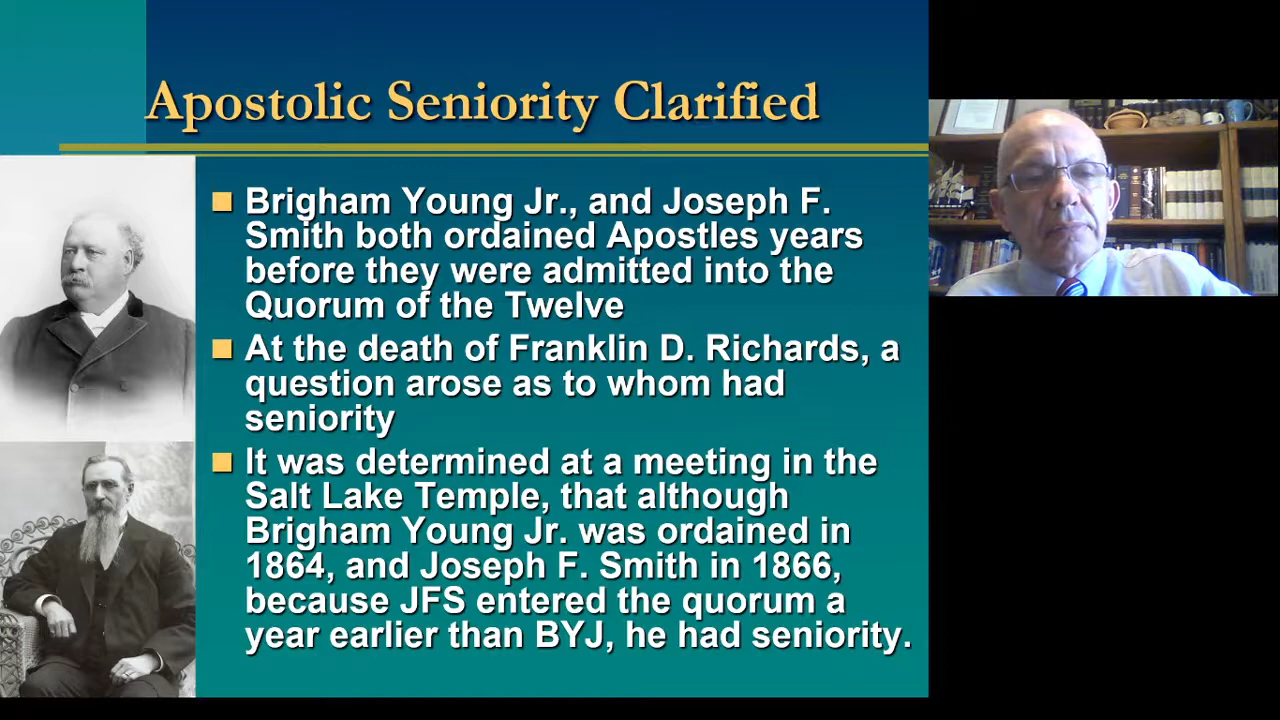 Apostolic Seniority Clarified
Brigham Young Jr., and Joseph F.
Smith both ordained Apostles years
before they were admitted into the
Quorum of the Twelve
At the death of Franklin D. Richards, a
question arose as to whom had
seniority
It was determined at a meeting in the
Salt Lake Temple, that although
Brigham Young Jr. was ordained in
1864, and Joseph F. Smith in 1866,
because JFS entered the quorum a
year earlier than BYJ, he had seniority.